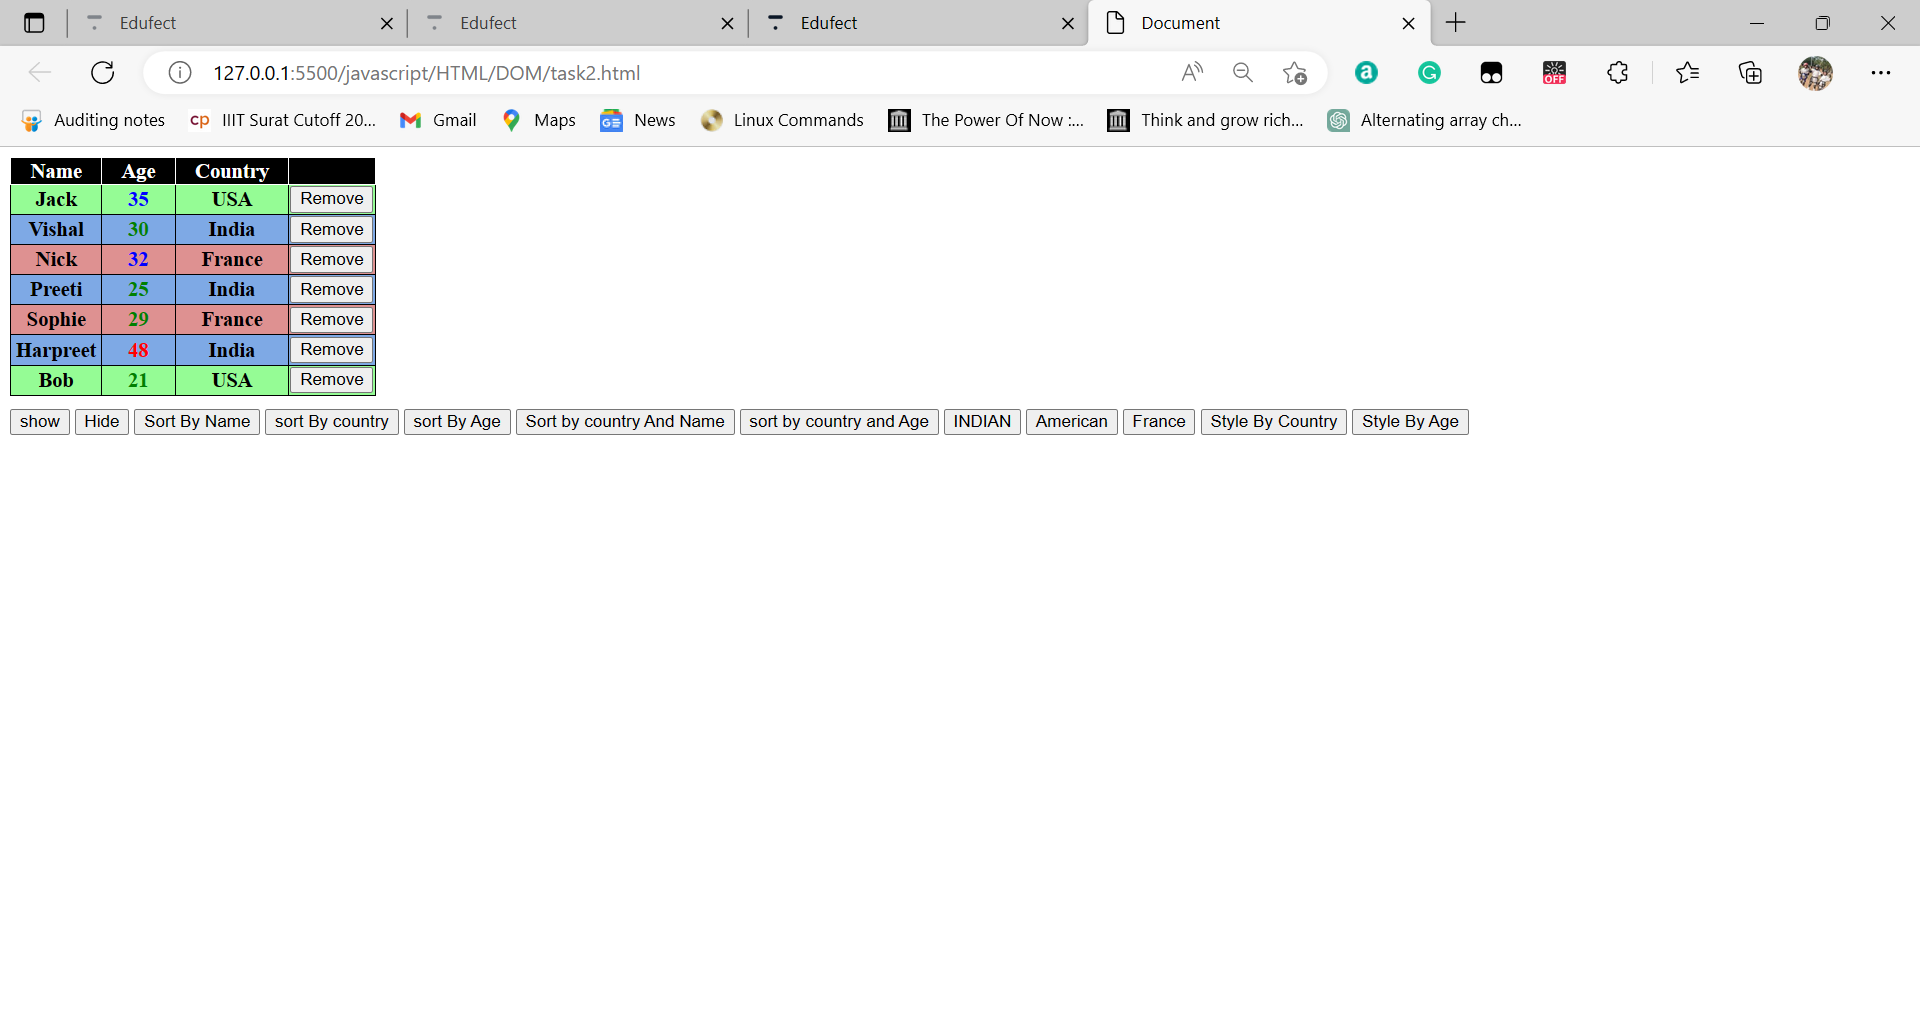 Edufect Edufect Edufect Document
127.0.0.1:5500/javascript/HTML/DOM/task2.html
Auditing notes IIIT Surat Cutoff 20... Gmail Maps News Linux Commands The Power Of Now :... Think and grow rich... Alternating array ch...
Name Age Country
Jack 35 USA Remove
Vishal 30 India Remove
Nick 32 France Remove
Preeti 25 India Remove
Sophie 29 France Remove
Harpreet 48 India Remove
Bob 21 USA Remove
show Hide Sort By Name sort By country sort By Age Sort by country And Name sort by country and Age INDIAN American France Style By Country Style By Age